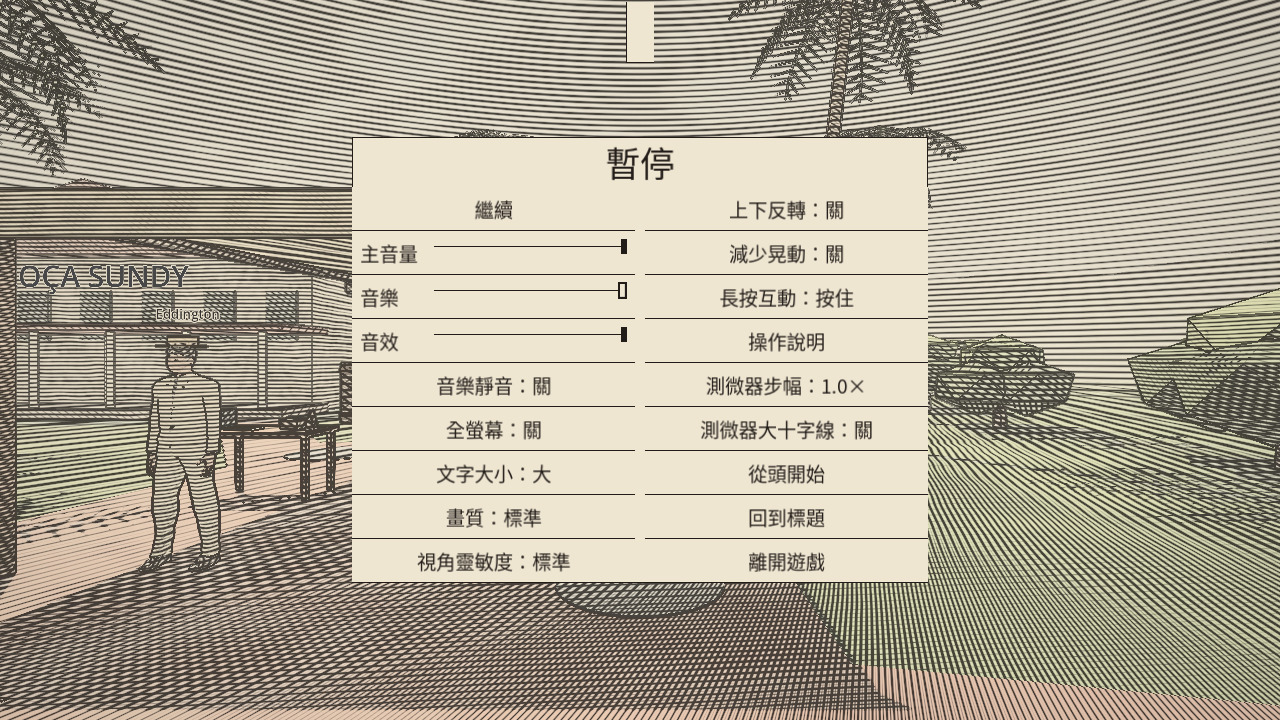 暫停
繼續
主音量
音樂
音效
音樂靜音：關
全螢幕：關
文字大小：大
畫質：標準
視角靈敏度：標準
上下反轉：關
減少晃動：關
長按互動：按住
操作說明
測微器步幅：1.0×
測微器大十字線：關
從頭開始
回到標題
離開遊戲
OÇA SUNDY
Eddington